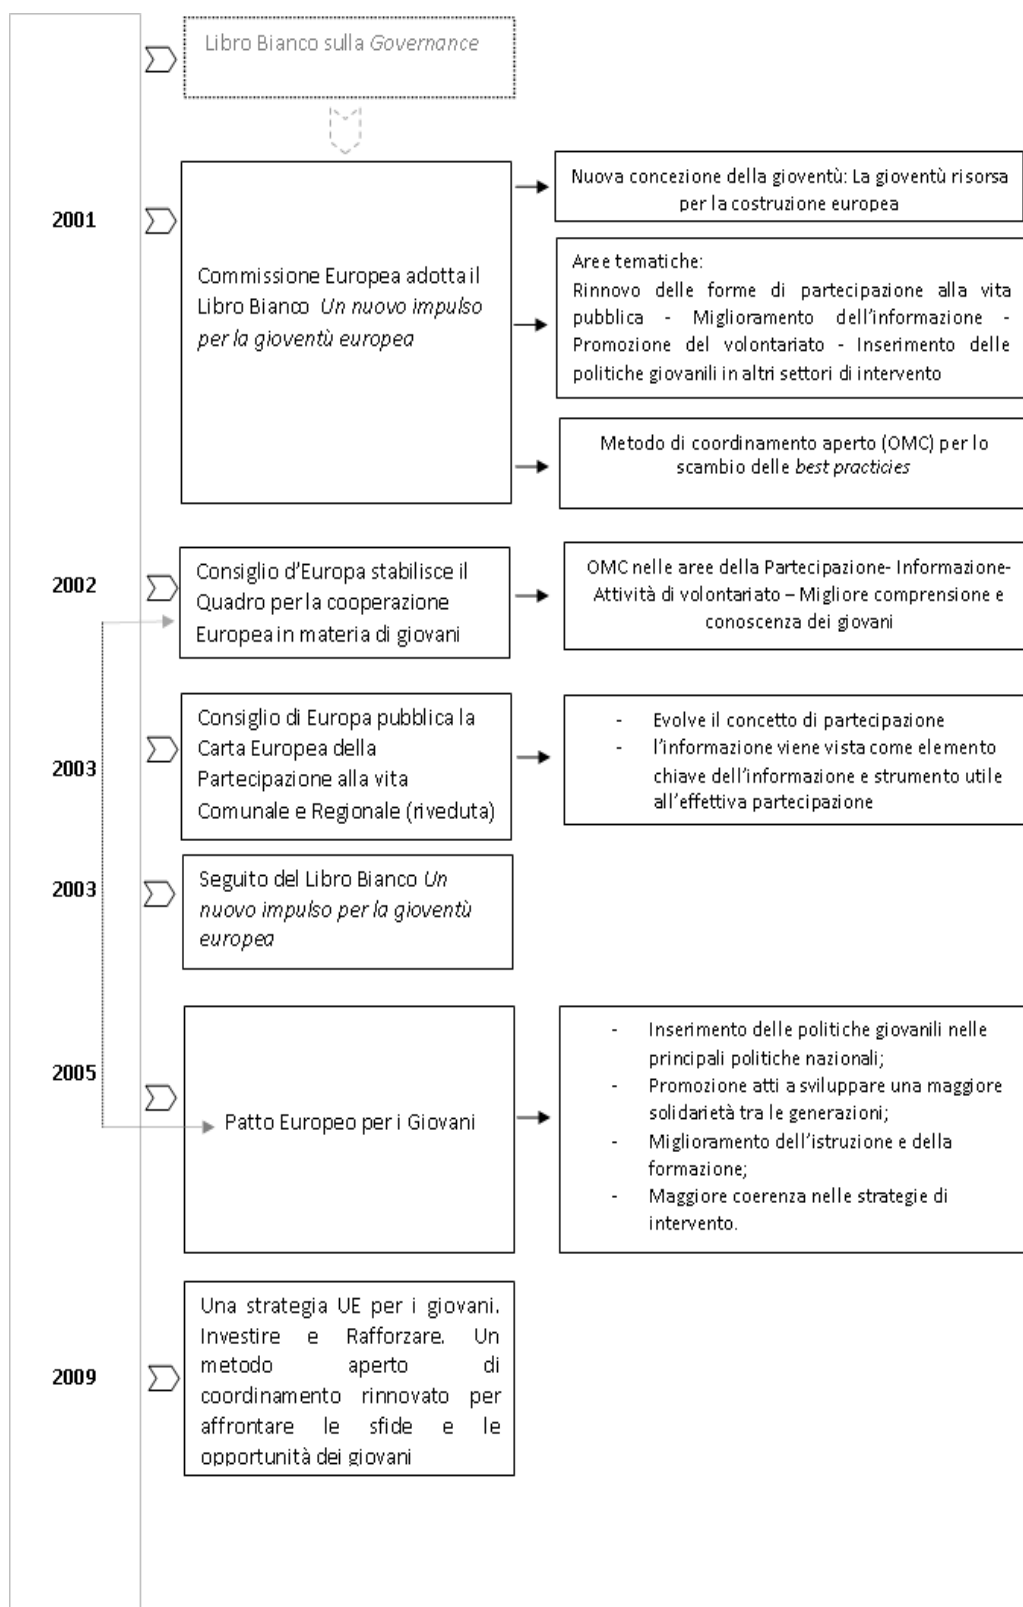 Libro Bianco sulla Governance
2001
Commissione Europea adotta il
Libro Bianco Un nuovo impulso
per la gioventù europea
Nuova concezione della gioventù: La gioventù risorsa
per la costruzione europea
Aree tematiche:
Rinnovo delle forme di partecipazione alla vita
pubblica - Miglioramento dell'informazione -
Promozione del volontariato - Inserimento delle
politiche giovanili in altri settori di intervento
Metodo di coordinamento aperto (OMC) per lo
scambio delle best practicies
2002
Consiglio d'Europa stabilisce il
Quadro per la cooperazione
Europea in materia di giovani
OMC nelle aree della Partecipazione- Informazione-
Attività di volontariato – Migliore comprensione e
conoscenza dei giovani
2003
Consiglio di Europa pubblica la
Carta Europea della
Partecipazione alla vita
Comunale e Regionale (riveduta)
- Evolve il concetto di partecipazione
- l'informazione viene vista come elemento
chiave dell'informazione e strumento utile
all'effettiva partecipazione
2003
Seguito del Libro Bianco Un
nuovo impulso per la gioventù
europea
2005
Patto Europeo per i Giovani
- Inserimento delle politiche giovanili nelle
principali politiche nazionali;
- Promozione atti a sviluppare una maggiore
solidarietà tra le generazioni;
- Miglioramento dell'istruzione e della
formazione;
- Maggiore coerenza nelle strategie di
intervento.
2009
Una strategia UE per i giovani.
Investire e Rafforzare. Un
metodo aperto di
coordinamento rinnovato per
affrontare le sfide e le
opportunità dei giovani